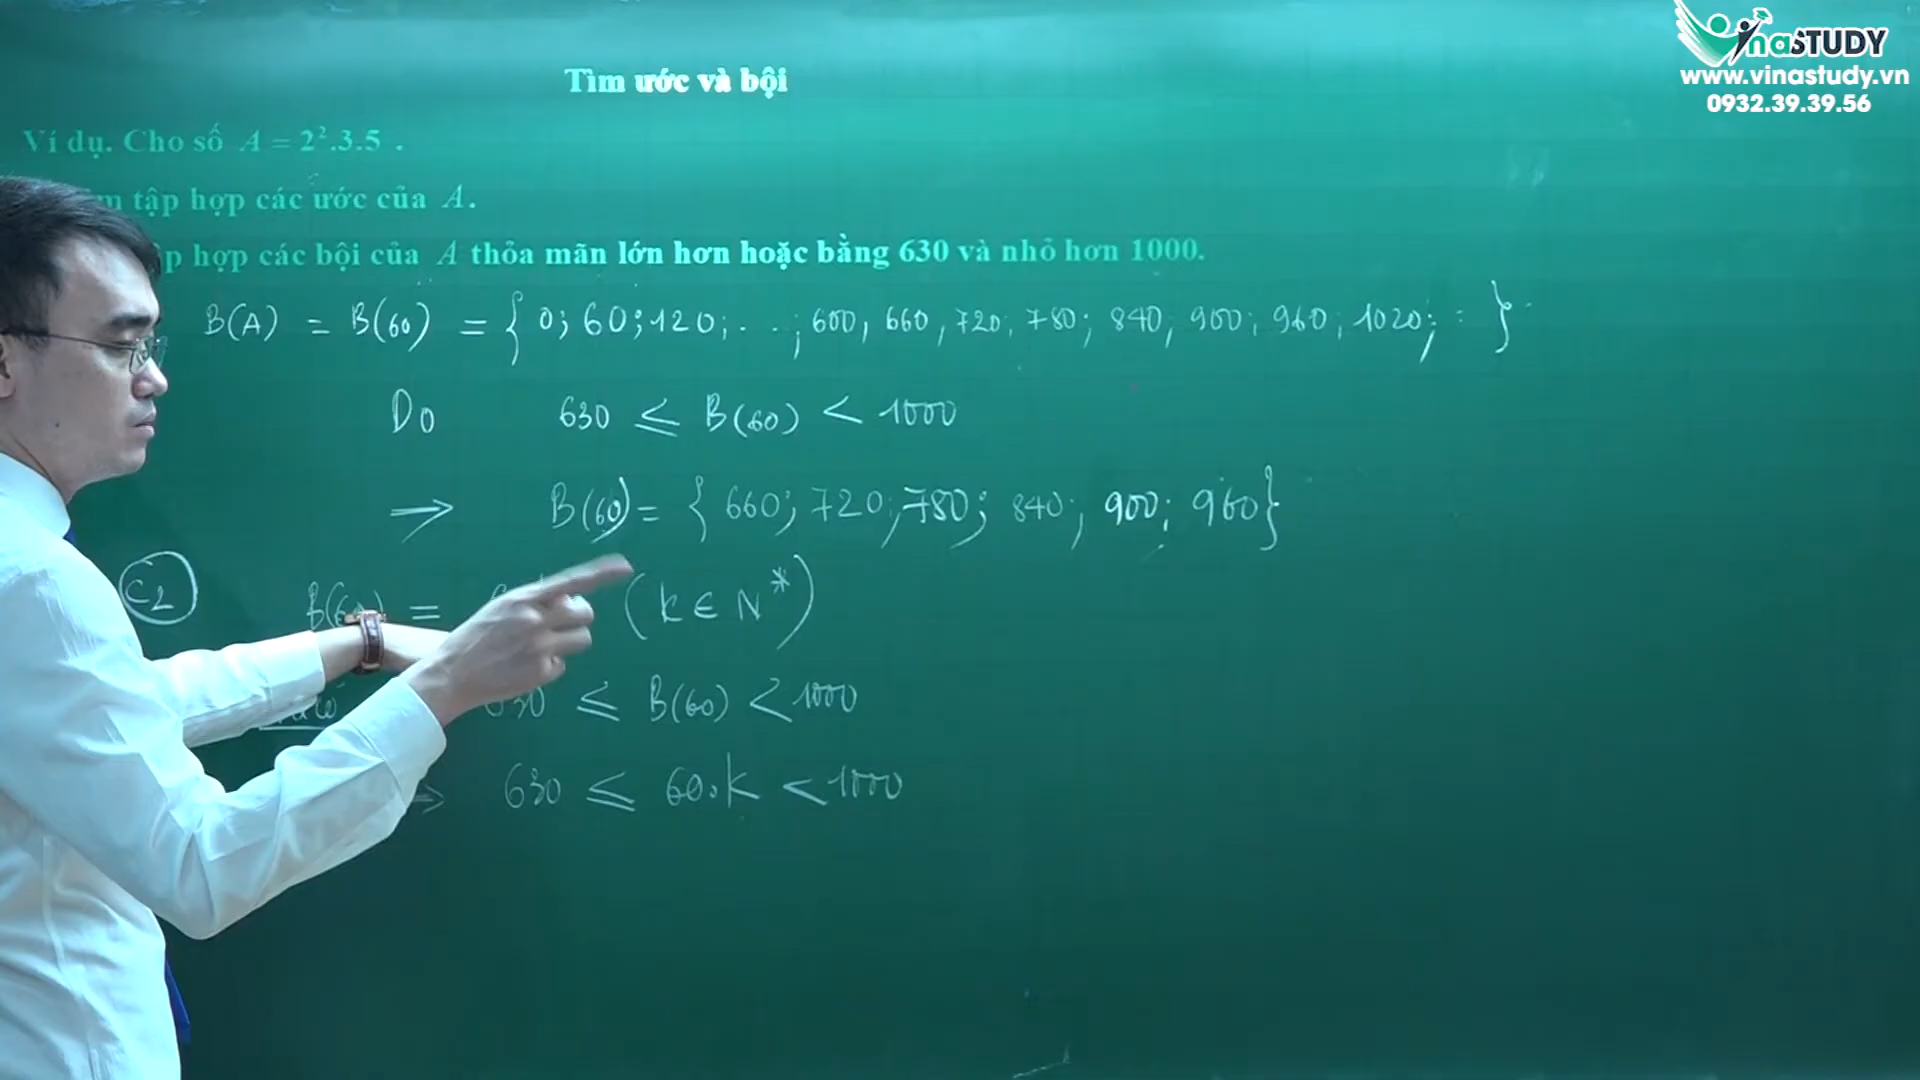 VinaSTUDY
www.vinastudy.vn
0932.39.39.56
Tìm ước và bội
Ví dụ. Cho số A = 2².3.5 .
tập hợp các ước của A.
hợp các bội của A thỏa mãn lớn hơn hoặc bằng 630 và nhỏ hơn 1000.
B(A) = B(60) = { 0; 60; 120; ...; 600, 660, 720, 780; 840, 900; 960; 1020; : }
Do 630 ≤ B(60) < 1000
→ B(60) = { 660; 720; 780; 840; 900; 960}
C2 B(60) = (k ∈ N*)
630 ≤ B(60) < 1000
→ 630 ≤ 60.k < 1000